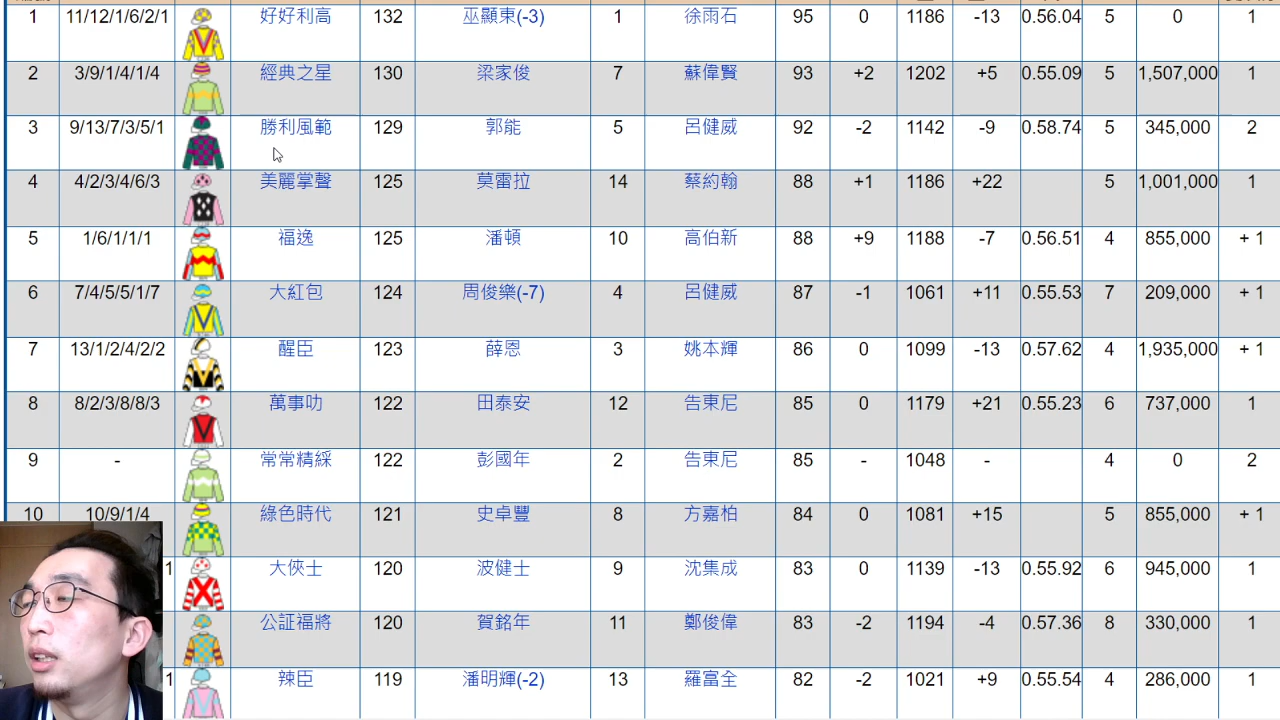 1 11/12/1/6/2/1 好好利高 132 巫顯東(-3) 1 徐雨石 95 0 1186 -13 0.56.04 5 0 1
2 3/9/1/4/1/4 經典之星 130 梁家俊 7 蘇偉賢 93 +2 1202 +5 0.55.09 5 1,507,000 1
3 9/13/7/3/5/1 勝利風範 129 郭能 5 呂健威 92 -2 1142 -9 0.58.74 5 345,000 2
4 4/2/3/4/6/3 美麗掌聲 125 莫雷拉 14 蔡約翰 88 +1 1186 +22 5 1,001,000 1
5 1/6/1/1/1 福逸 125 潘頓 10 高伯新 88 +9 1188 -7 0.56.51 4 855,000 + 1
6 7/4/5/5/1/7 大紅包 124 周俊樂(-7) 4 呂健威 87 -1 1061 +11 0.55.53 7 209,000 + 1
7 13/1/2/4/2/2 醒臣 123 薛恩 3 姚本輝 86 0 1099 -13 0.57.62 4 1,935,000 + 1
8 8/2/3/8/8/3 萬事叻 122 田泰安 12 告東尼 85 0 1179 +21 0.55.23 6 737,000 1
9 - 常常精綵 122 彭國年 2 告東尼 85 - 1048 - 4 0 2
10 10/9/1/4 綠色時代 121 史卓豐 8 方嘉柏 84 0 1081 +15 5 855,000 + 1
1 大俠士 120 波健士 9 沈集成 83 0 1139 -13 0.55.92 6 945,000 1
公証福將 120 賀銘年 11 鄭俊偉 83 -2 1194 -4 0.57.36 8 330,000 1
1 辣臣 119 潘明輝(-2) 13 羅富全 82 -2 1021 +9 0.55.54 4 286,000 1